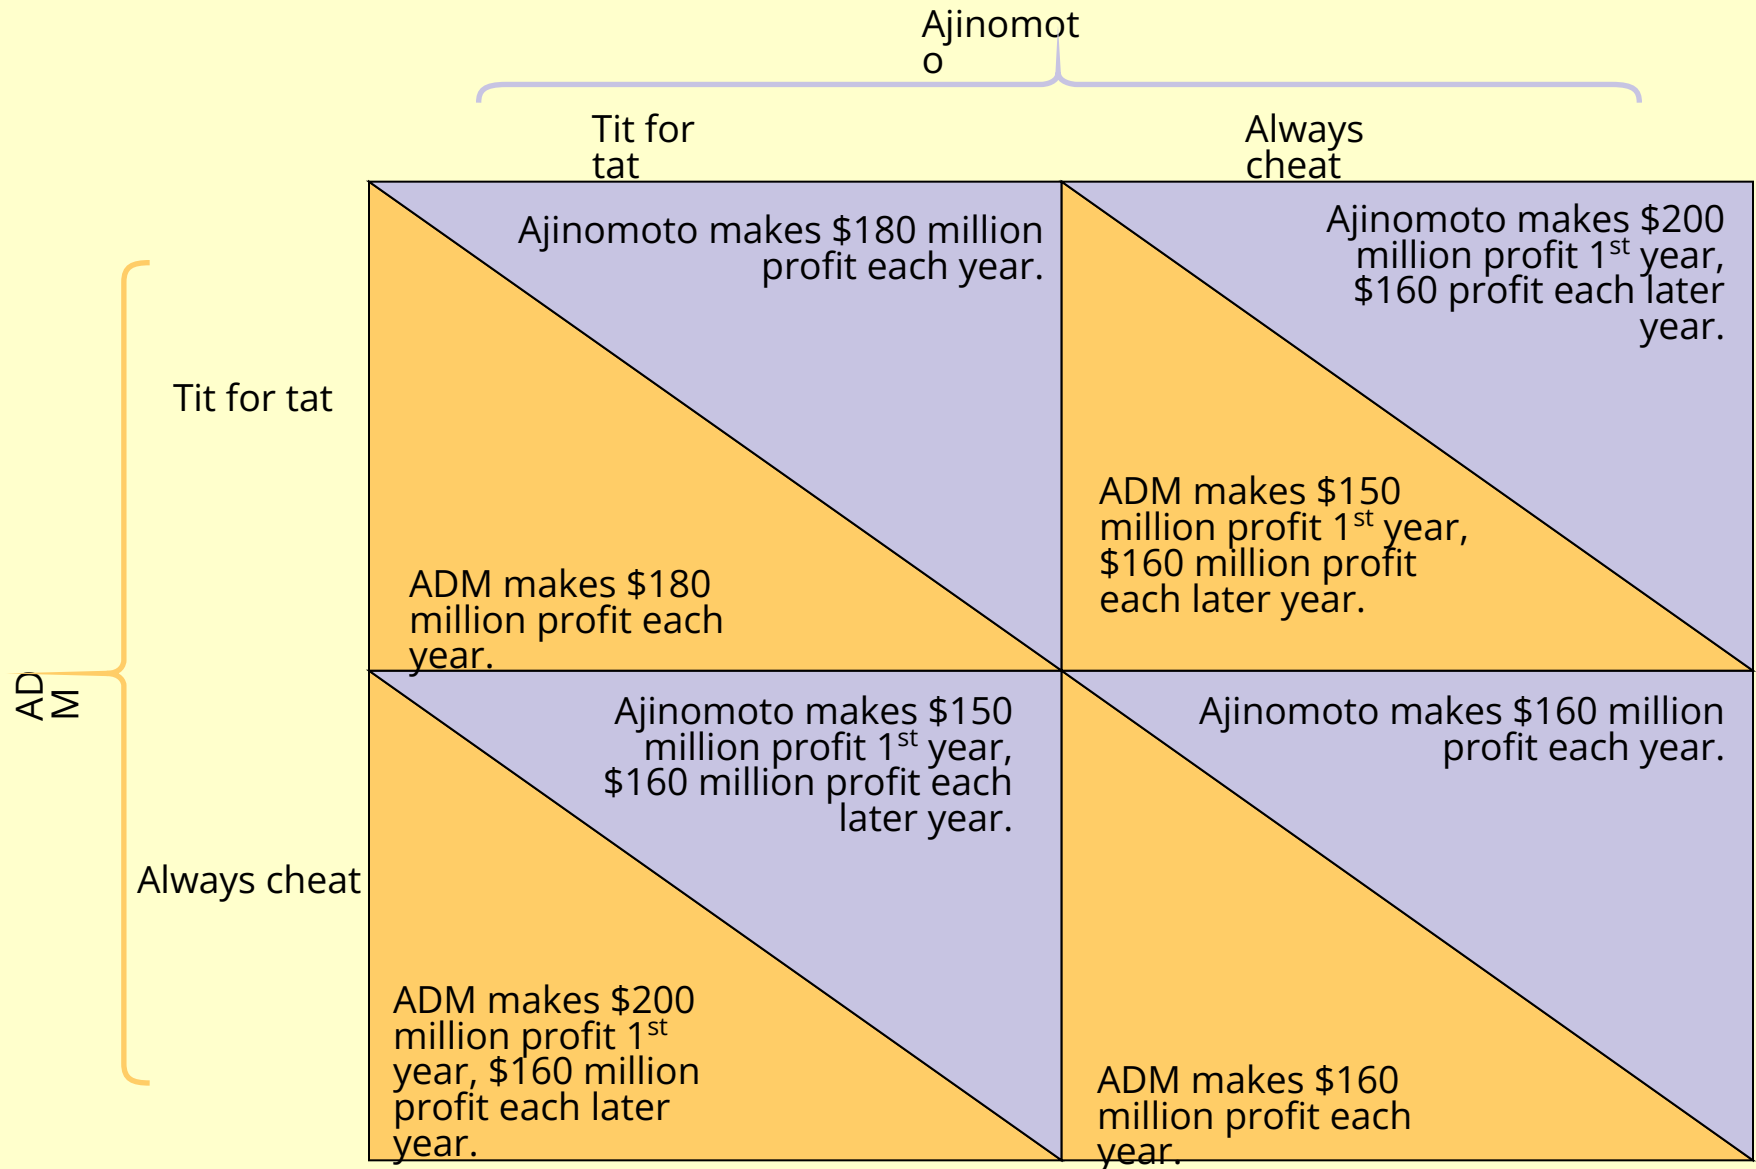 Ajinomot
o
Tit for
tat
Always
cheat
Ajinomoto makes $180 million
profit each year.
Ajinomoto makes $200
million profit 1st year,
$160 profit each later
year.
Tit for tat
ADM makes $150
million profit 1st year,
$160 million profit
each later year.
ADM makes $180
million profit each
year.
AD
M
Ajinomoto makes $150
million profit 1st year,
$160 million profit each
later year.
Ajinomoto makes $160 million
profit each year.
Always cheat
ADM makes $200
million profit 1st
year, $160 million
profit each later
year.
ADM makes $160
million profit each
year.